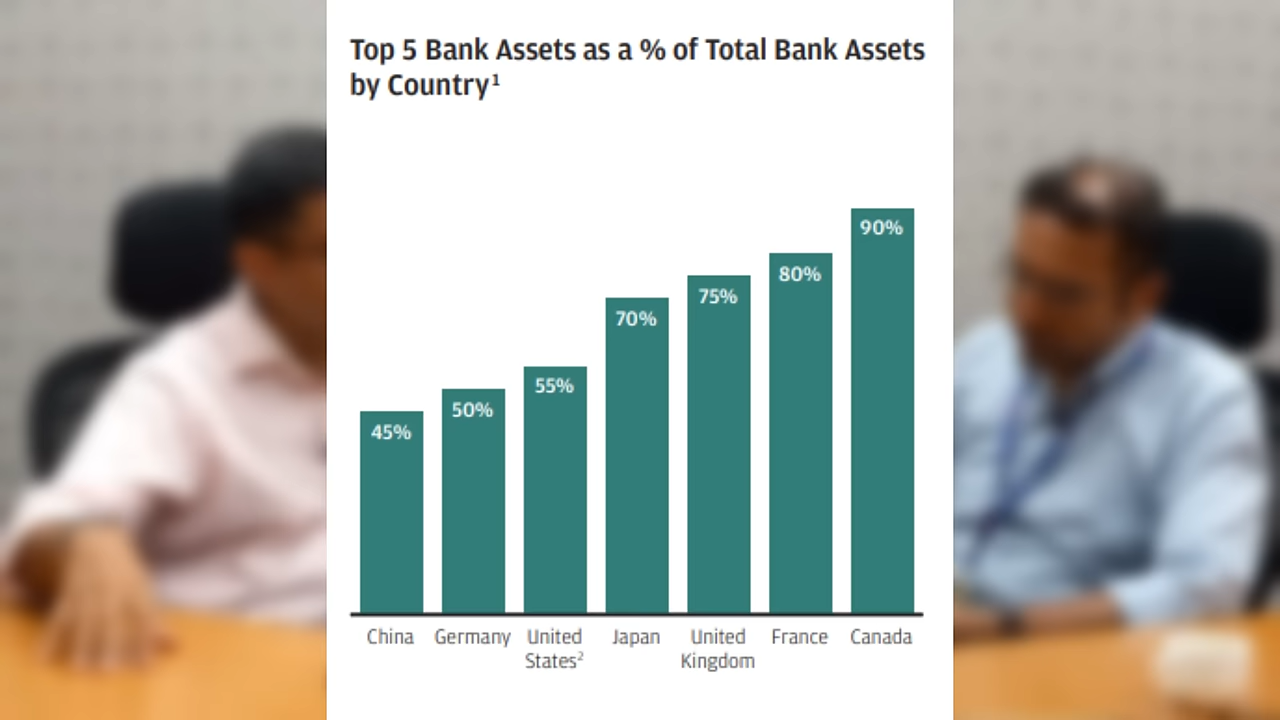 Top 5 Bank Assets as a % of Total Bank Assets
by Country¹
45%
50%
55%
70%
75%
80%
90%
China
Germany
United
States²
Japan
United
Kingdom
France
Canada